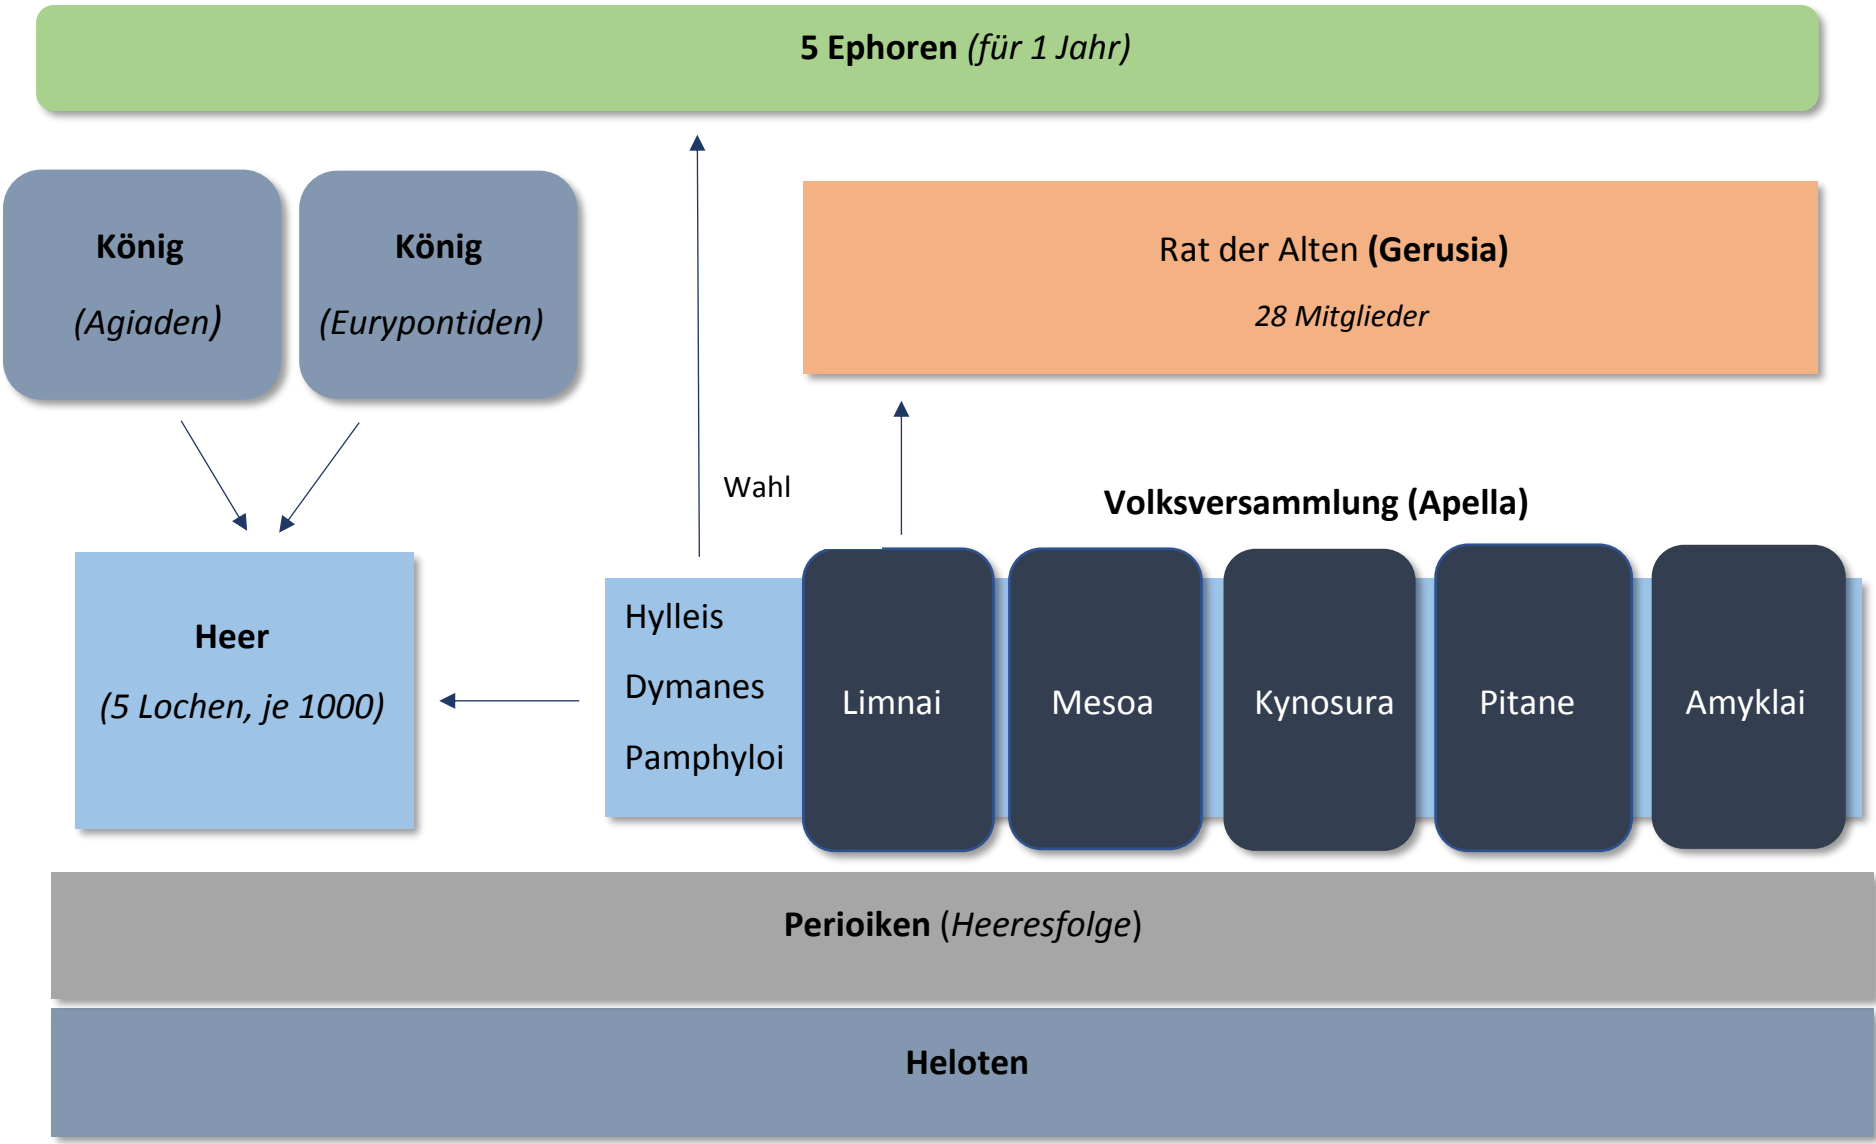 5 Ephoren (für 1 Jahr)
König
(Agiaden)
König
(Eurypontiden)
Rat der Alten (Gerusia)
28 Mitglieder
Wahl
Volksversammlung (Apella)
Heer
(5 Lochen, je 1000)
Hylleis
Dymanes
Pamphyloi
Limnai
Mesoa
Kynosura
Pitane
Amyklai
Perioiken (Heeresfolge)
Heloten